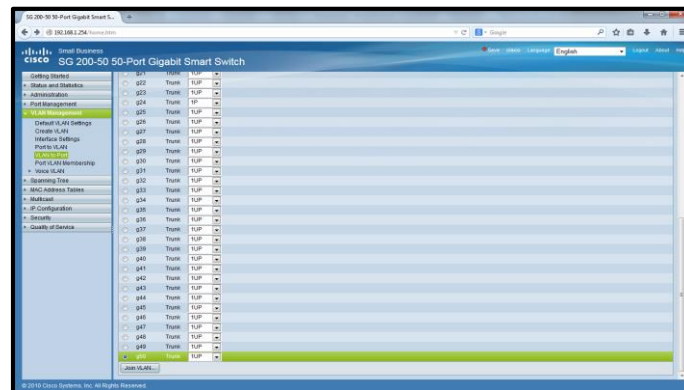 SG 200-50 50-Port Gigabit Smart S...
192.168.1.254/home.htm
Google
Small Business
CISCO SG 200-50 50-Port Gigabit Smart Switch
Save
Language
English
Logout About Help
Getting Started
Status and Statistics
Administration
Port Management
VLAN Management
Default VLAN Settings
Create VLAN
Interface Settings
Port to VLAN
VLAN to Port
Port VLAN Membership
Voice VLAN
Spanning Tree
MAC Address Tables
Multicast
IP Configuration
Security
Quality of Service
g21 Trunk 1UP
g22 Trunk 1UP
g23 Trunk 1UP
g24 Trunk 1P
g25 Trunk 1UP
g26 Trunk 1UP
g27 Trunk 1UP
g28 Trunk 1UP
g29 Trunk 1UP
g30 Trunk 1UP
g31 Trunk 1UP
g32 Trunk 1UP
g33 Trunk 1UP
g34 Trunk 1UP
g35 Trunk 1UP
g36 Trunk 1UP
g37 Trunk 1UP
g38 Trunk 1UP
g39 Trunk 1UP
g40 Trunk 1UP
g41 Trunk 1UP
g42 Trunk 1UP
g43 Trunk 1UP
g44 Trunk 1UP
g45 Trunk 1UP
g46 Trunk 1UP
g47 Trunk 1UP
g48 Trunk 1UP
g49 Trunk 1UP
g50 Trunk 1UP
Join VLAN...
© 2010 Cisco Systems, Inc. All Rights Reserved.